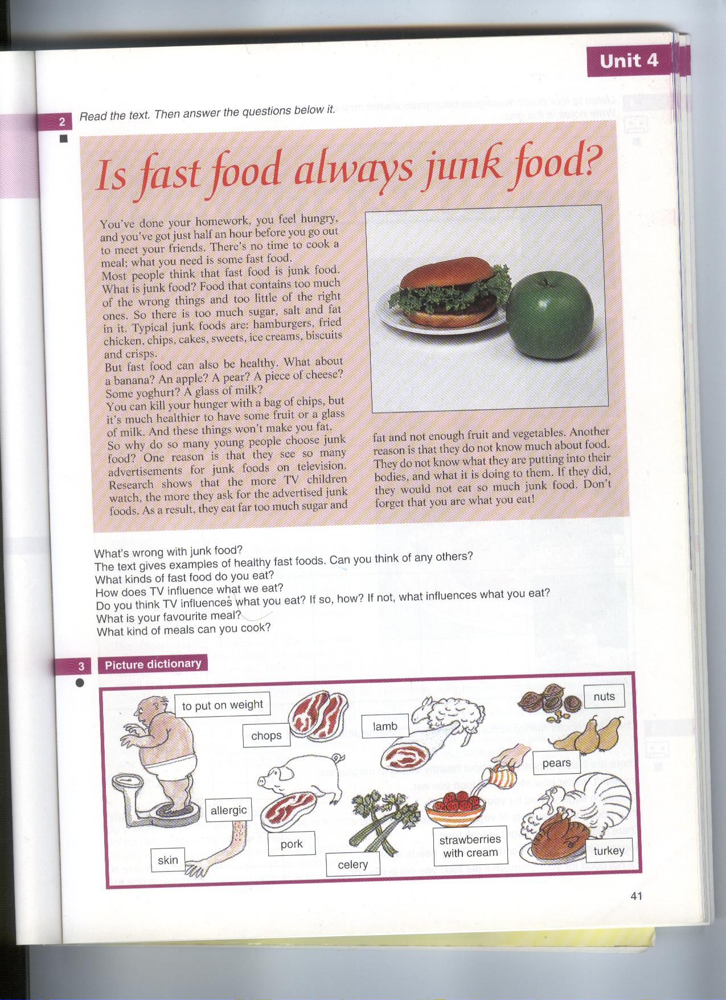 Unit 4
2
Read the text. Then answer the questions below it.
Is fast food always junk food?
You've done your homework, you feel hungry,
and you've got just half an hour before you go out
to meet your friends. There's no time to cook a
meal; what you need is some fast food.
Most people think that fast food is junk food.
What is junk food? Food that contains too much
of the wrong things and too little of the right
ones. So there is too much sugar, salt and fat
in it. Typical junk foods are: hamburgers, fried
chicken, chips, cakes, sweets, ice creams, biscuits
and crisps.
But fast food can also be healthy. What about
a banana? An apple? A pear? A piece of cheese?
Some yoghurt? A glass of milk?
You can kill your hunger with a bag of chips, but
it's much healthier to have some fruit or a glass
of milk. And these things won't make you fat.
So why do so many young people choose junk
food? One reason is that they see so many
advertisements for junk foods on television.
Research shows that the more TV children
watch, the more they ask for the advertised junk
foods. As a result, they eat far too much sugar and
fat and not enough fruit and vegetables. Another
reason is that they do not know much about food.
They do not know what they are putting into their
bodies, and what it is doing to them. If they did,
they would not eat so much junk food. Don't
forget that you are what you eat!
What's wrong with junk food?
The text gives examples of healthy fast foods. Can you think of any others?
What kinds of fast food do you eat?
How does TV influence what we eat?
Do you think TV influences what you eat? If so, how? If not, what influences what you eat?
What is your favourite meal?
What kind of meals can you cook?
3
Picture dictionary
to put on weight
chops
lamb
nuts
pears
allergic
pork
skin
celery
strawberries
with cream
turkey
41